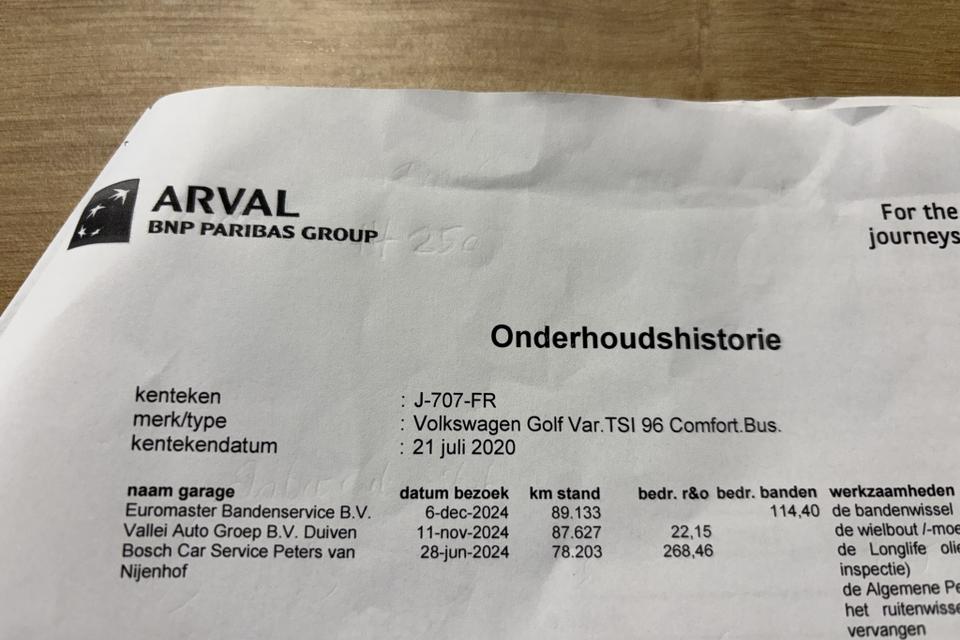 ARVAL
BNP PARIBAS GROUP
250
For the
journeys
Onderhoudshistorie
kenteken : J-707-FR
merk/type : Volkswagen Golf Var.TSI 96 Comfort.Bus.
kentekendatum : 21 juli 2020
naam garage datum bezoek km stand bedr. r&o bedr. banden werkzaamheden
Euromaster Bandenservice B.V. 6-dec-2024 89.133 114,40 de bandenwissel
Vallei Auto Groep B.V. Duiven 11-nov-2024 87.627 22,15 de wielbout /-moe
Bosch Car Service Peters van 28-jun-2024 78.203 268,46 de Longlife olie
Nijenhof inspectie)
de Algemene Pe
het ruitenwisse
vervangen